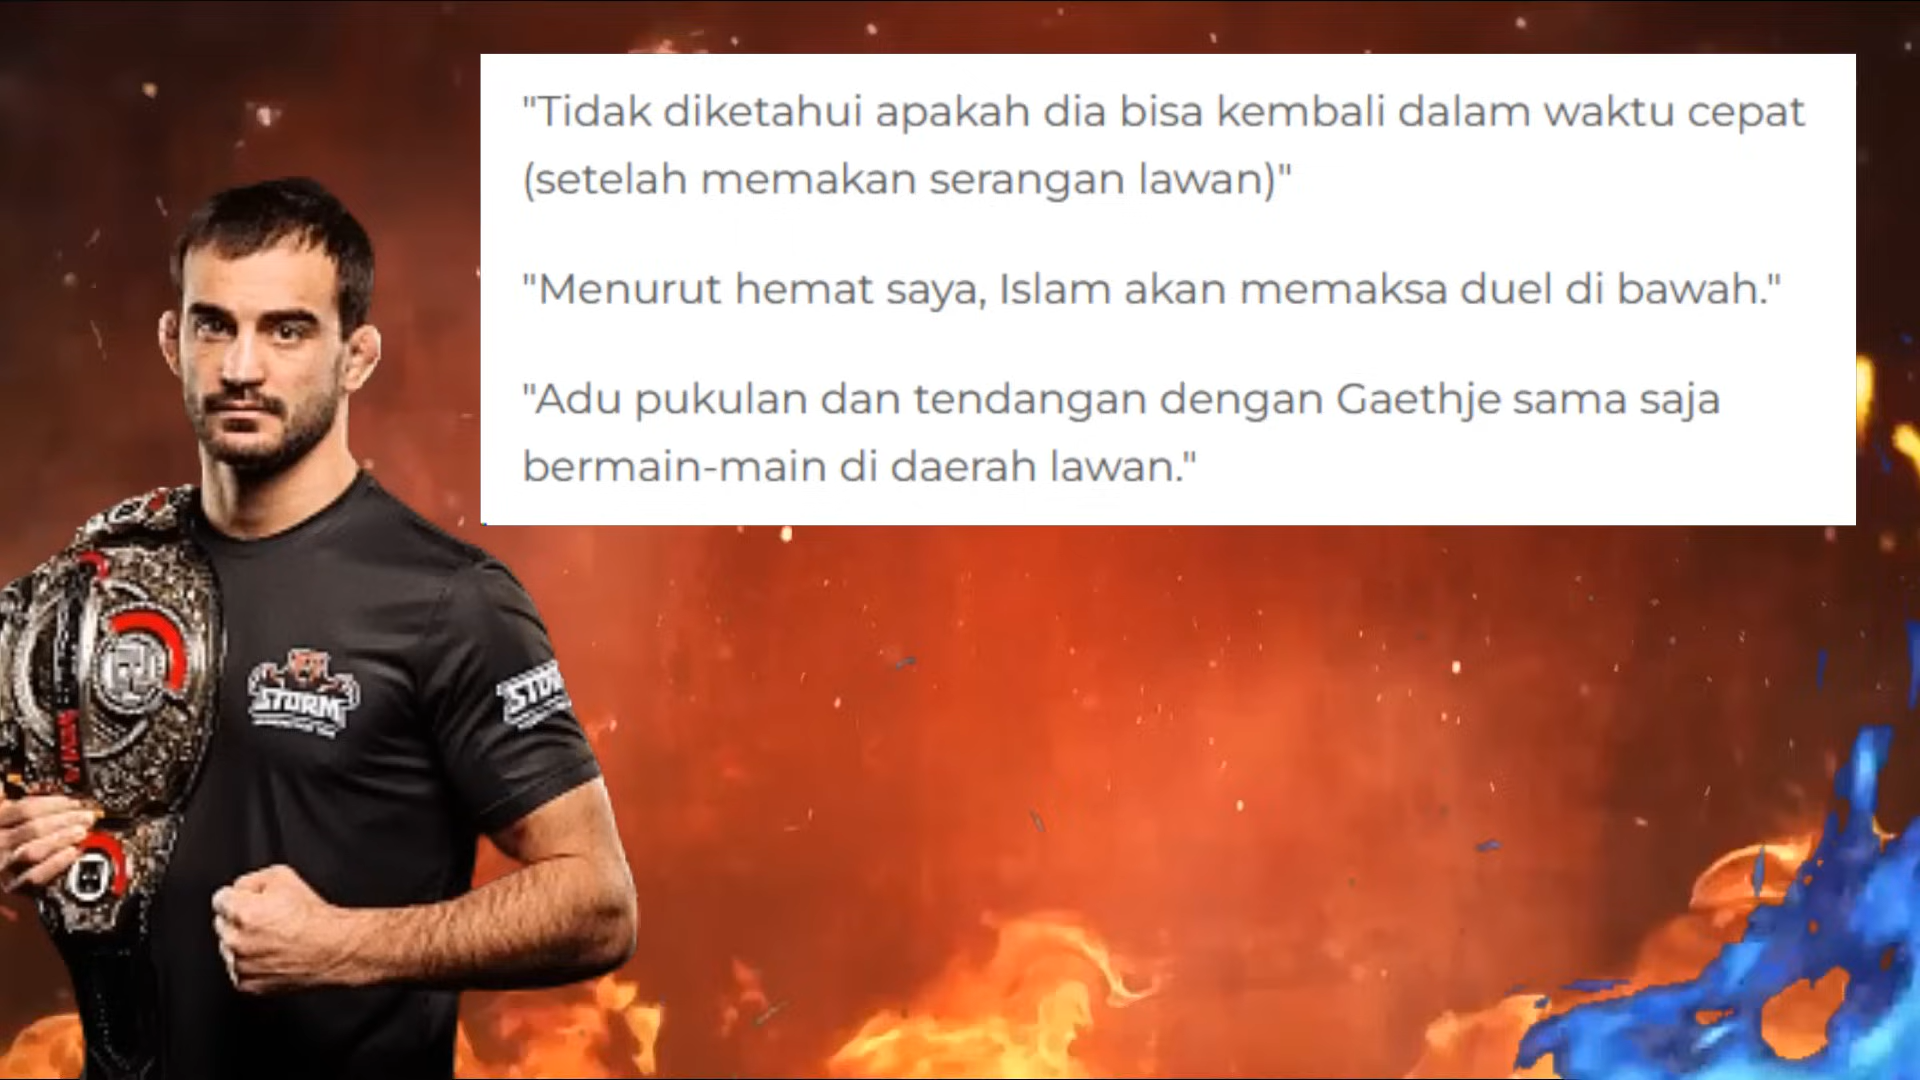 "Tidak diketahui apakah dia bisa kembali dalam waktu cepat
(setelah memakan serangan lawan)"
"Menurut hemat saya, Islam akan memaksa duel di bawah."
"Adu pukulan dan tendangan dengan Gaethje sama saja
bermain-main di daerah lawan."
STORM
STO